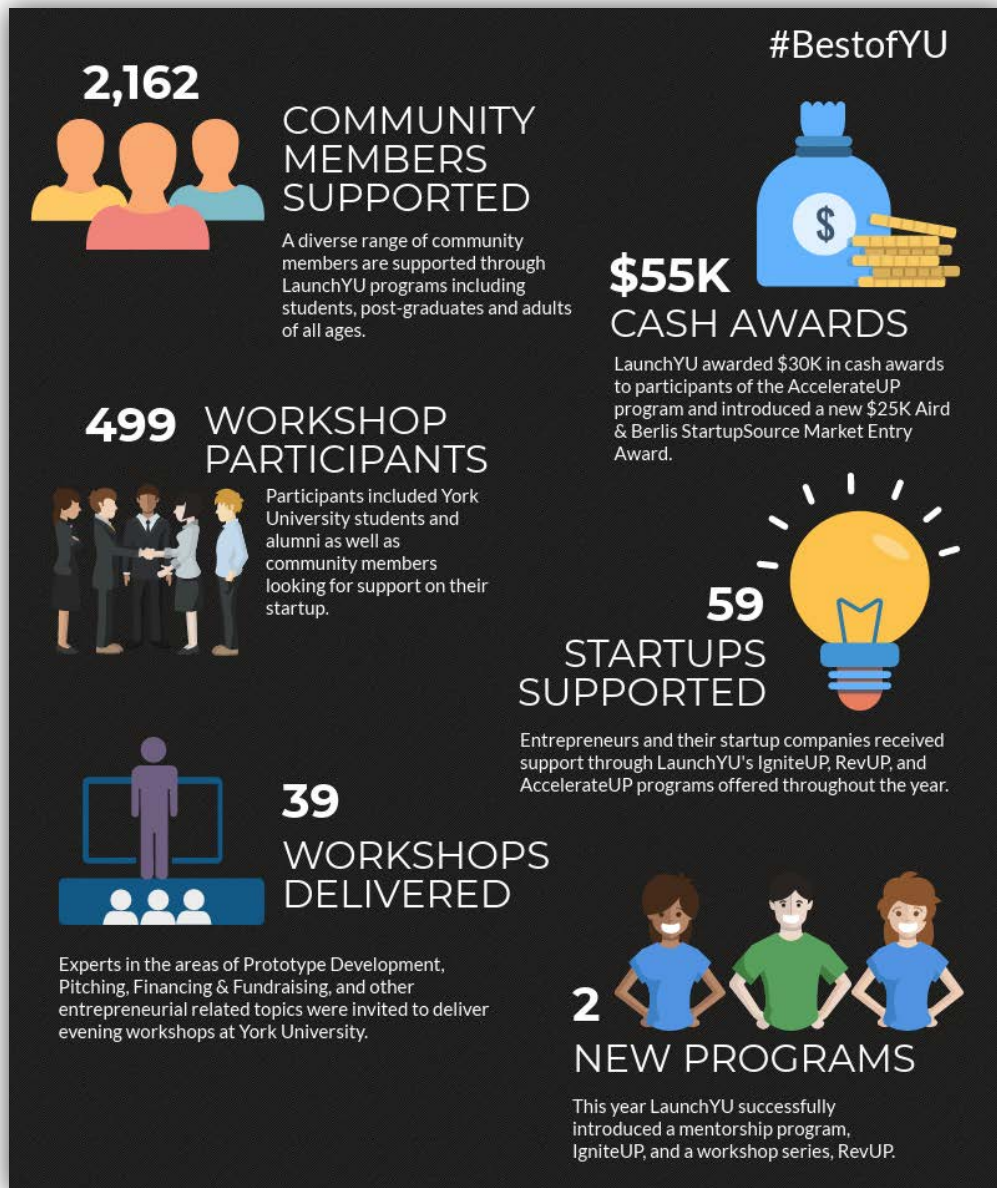 #BestofYU
2,162
COMMUNITY
MEMBERS
SUPPORTED
A diverse range of community
members are supported through
LaunchYU programs including
students, post-graduates and adults
of all ages.
$
$55K
CASH AWARDS
LaunchYU awarded $30K in cash awards
to participants of the AccelerateUP
program and introduced a new $25K Aird
& Berlis StartupSource Market Entry
Award.
499
WORKSHOP
PARTICIPANTS
Participants included York
University students and
alumni as well as
community members
looking for support on their
startup.
59
STARTUPS
SUPPORTED
Entrepreneurs and their startup companies received
support through LaunchYU's IgniteUP, RevUP, and
AccelerateUP programs offered throughout the year.
39
WORKSHOPS
DELIVERED
Experts in the areas of Prototype Development,
Pitching, Financing & Fundraising, and other
entrepreneurial related topics were invited to deliver
evening workshops at York University.
2
NEW PROGRAMS
This year LaunchYU successfully
introduced a mentorship program,
IgniteUP, and a workshop series, RevUP.